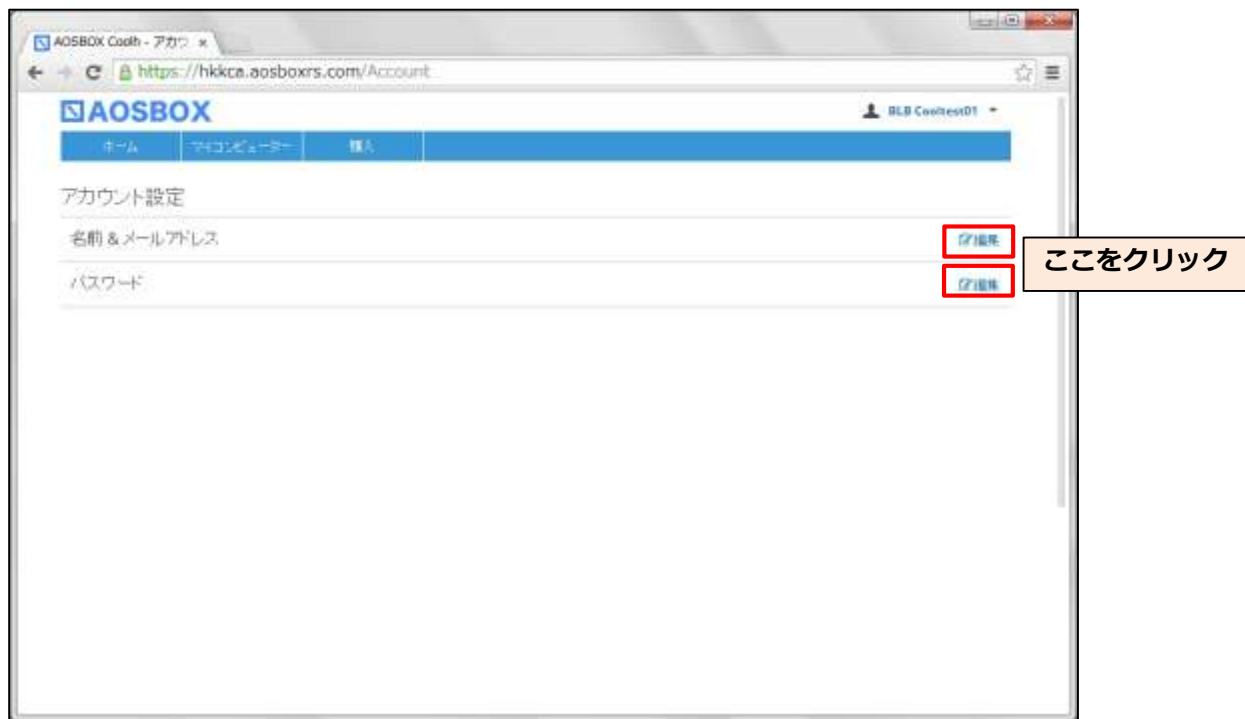 AOSBOX Coolh - アカウ
https://hkkca.aosboxrs.com/Account
AOSBOX
BLB Cooltest01
ホーム マイコンピューター 購入
アカウント設定
名前 & メールアドレス
編集
ここをクリック
パスワード
編集